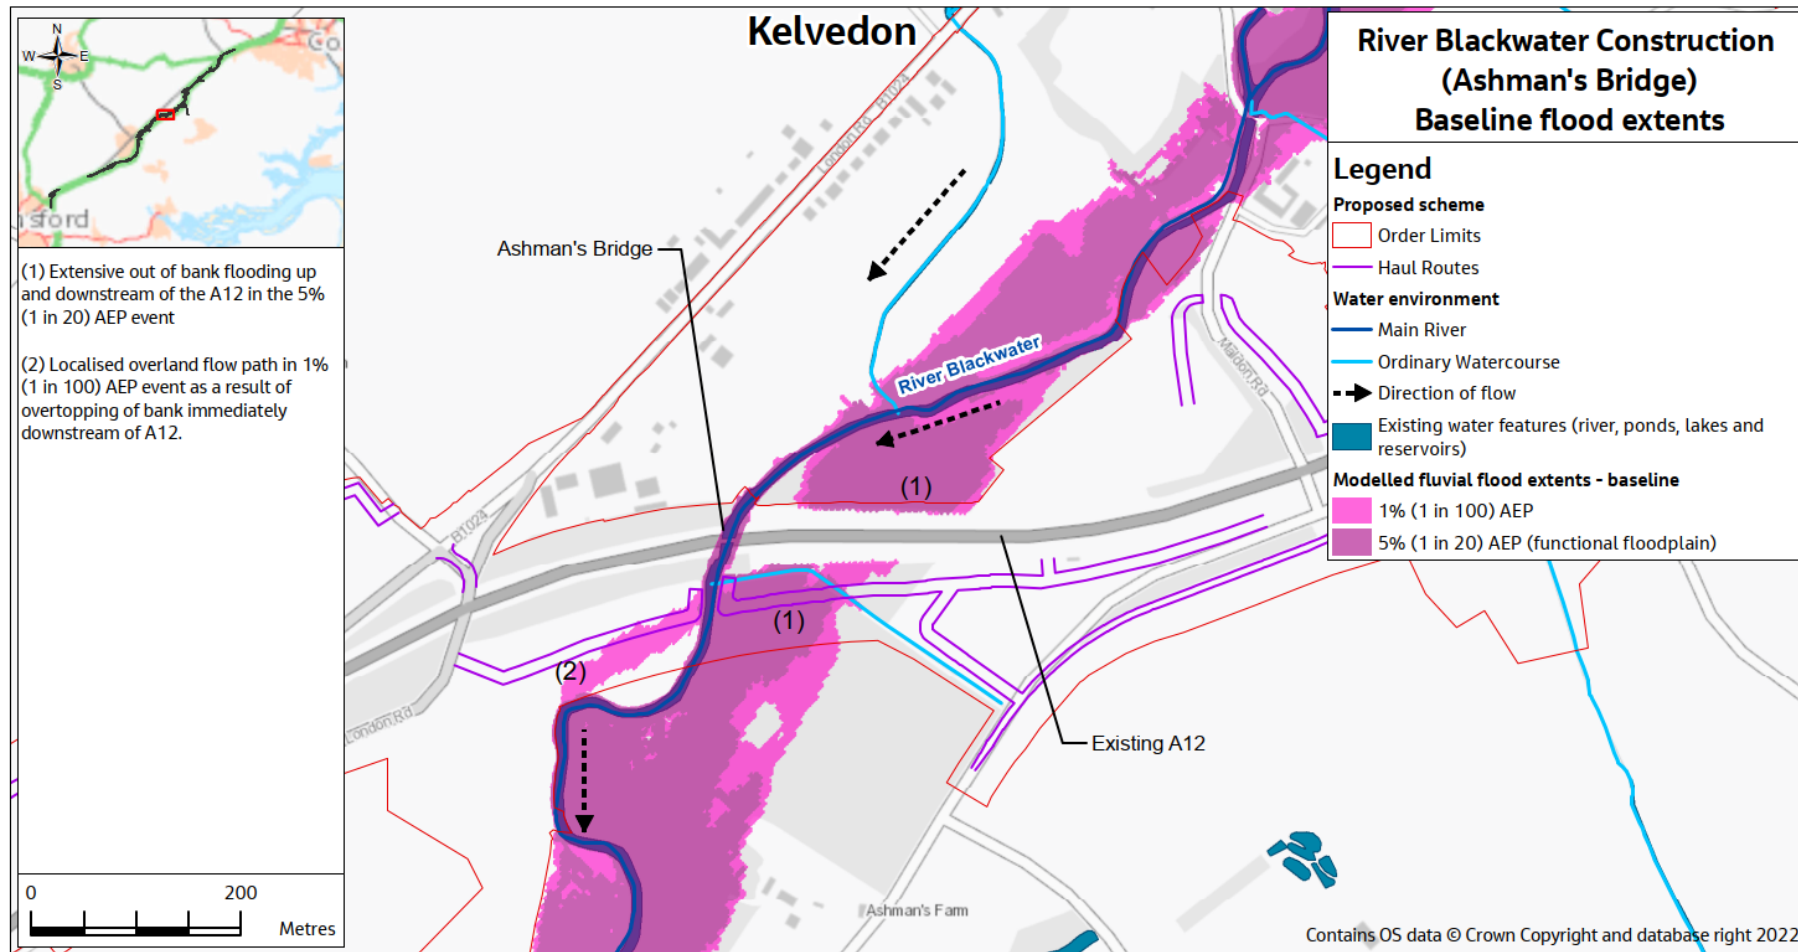 Kelvedon
River Blackwater Construction
(Ashman's Bridge)
Baseline flood extents
N
W
E
S
Co
nsford
(1) Extensive out of bank flooding up
and downstream of the A12 in the 5%
(1 in 20) AEP event
(2) Localised overland flow path in 1%
(1 in 100) AEP event as a result of
overtopping of bank immediately
downstream of A12.
0
200
Metres
London Rd
B1024
Ashman's Bridge
River Blackwater
Maldon Rd
(1)
B1024
(1)
(2)
London Rd
Existing A12
Ashman's Farm
Legend
Proposed scheme
Order Limits
Haul Routes
Water environment
Main River
Ordinary Watercourse
Direction of flow
Existing water features (river, ponds, lakes and
reservoirs)
Modelled fluvial flood extents - baseline
1% (1 in 100) AEP
5% (1 in 20) AEP (functional floodplain)
Contains OS data © Crown Copyright and database right 2022